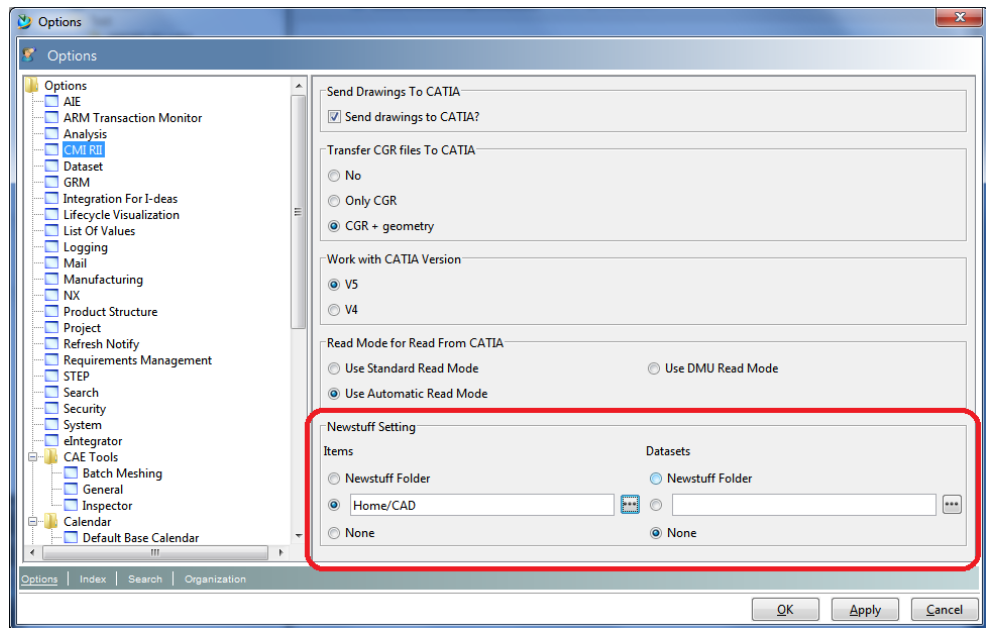 Options
Options
Options
AIE
ARM Transaction Monitor
Analysis
CMI RII
Dataset
GRM
Integration For I-deas
Lifecycle Visualization
List Of Values
Logging
Mail
Manufacturing
NX
Product Structure
Project
Refresh Notify
Requirements Management
STEP
Search
Security
System
eIntegrator
CAE Tools
Batch Meshing
General
Inspector
Calendar
Default Base Calendar
Send Drawings To CATIA
Send drawings to CATIA?
Transfer CGR files To CATIA
No
Only CGR
CGR + geometry
Work with CATIA Version
V5
V4
Read Mode for Read From CATIA
Use Standard Read Mode Use DMU Read Mode
Use Automatic Read Mode
Newstuff Setting
Items Datasets
Newstuff Folder Newstuff Folder
Home/CAD
None None
Options Index Search Organization
OK Apply Cancel